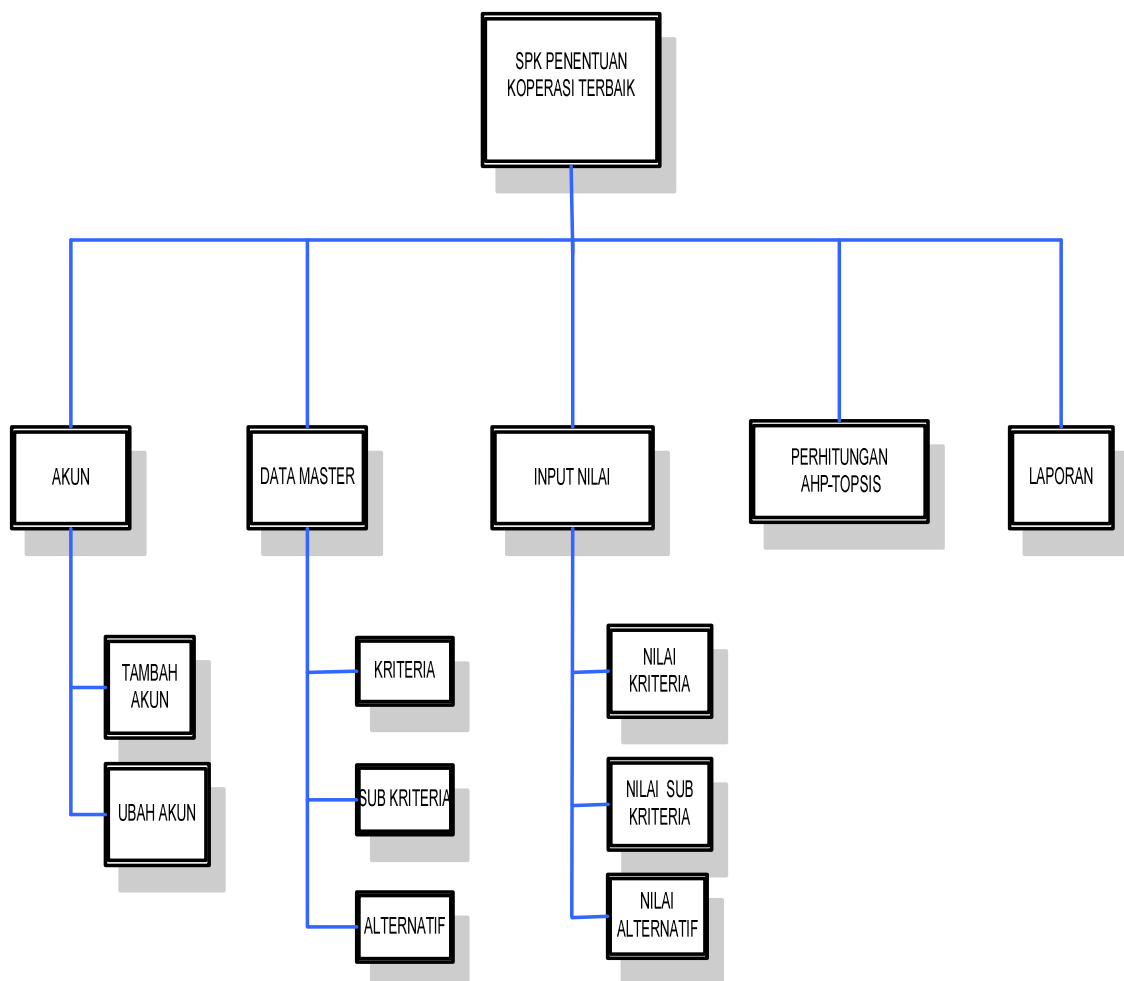 SPK PENENTUAN
KOPERASI TERBAIK
AKUN
DATA MASTER
INPUT NILAI
PERHITUNGAN
AHP-TOPSIS
LAPORAN
TAMBAH
AKUN
UBAH AKUN
KRITERIA
SUB KRITERIA
ALTERNATIF
NILAI
KRITERIA
NILAI SUB
KRITERIA
NILAI
ALTERNATIF